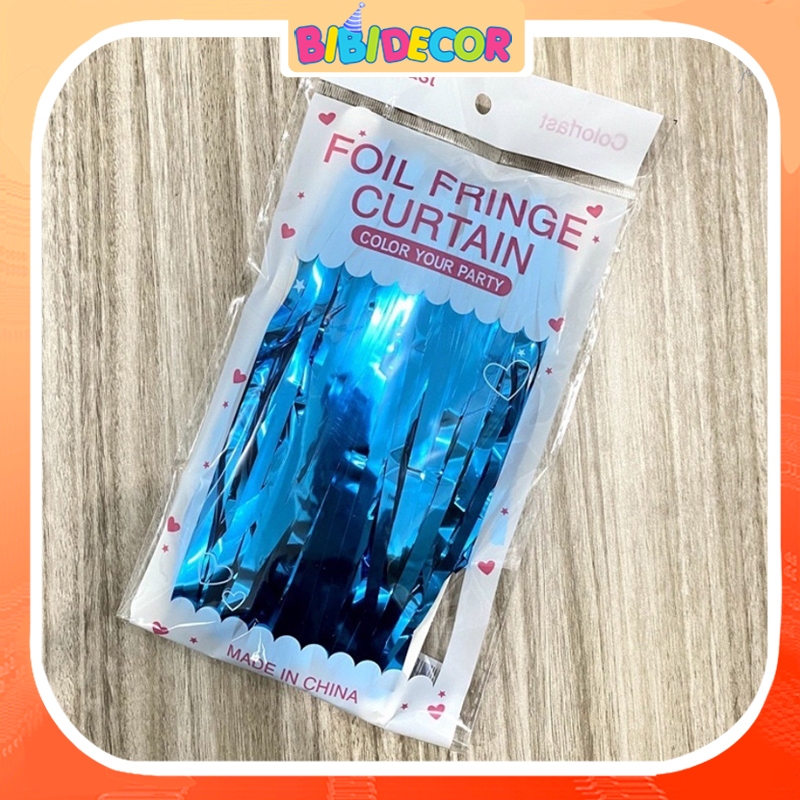 BIBIDECOR
Colorfast
FOIL FRINGE
CURTAIN
COLOR YOUR PARTY
MADE IN CHINA